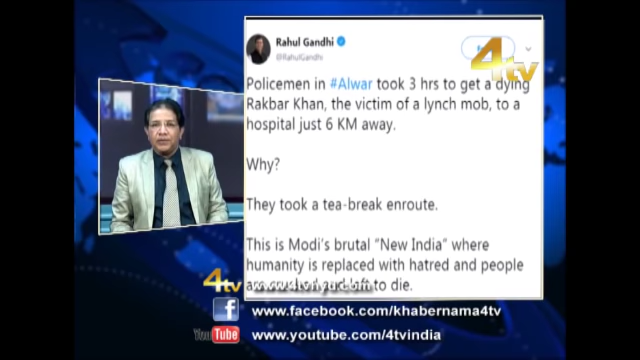 Rahul Gandhi
@RahulGandhi
4tv
Policemen in #Alwar took 3 hrs to get a dying
Rakbar Khan, the victim of a lynch mob, to a
hospital just 6 KM away.
Why?
They took a tea-break enroute.
This is Modi's brutal "New India" where
humanity is replaced with hatred and people
are left to die.
4tv
www.facebook.com/khabernama4tv
YouTube www.youtube.com/4tvindia